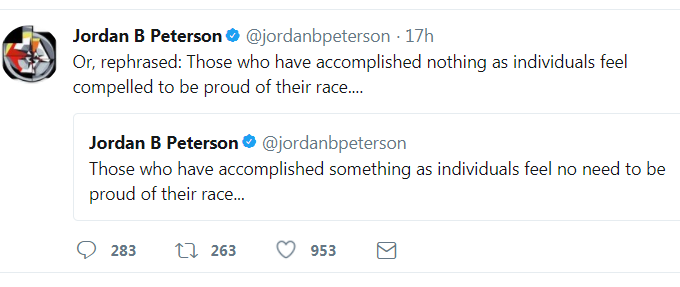 Jordan B Peterson @jordanbpeterson · 17h
Or, rephrased: Those who have accomplished nothing as individuals feel
compelled to be proud of their race....
Jordan B Peterson @jordanbpeterson
Those who have accomplished something as individuals feel no need to be
proud of their race...
283 263 953